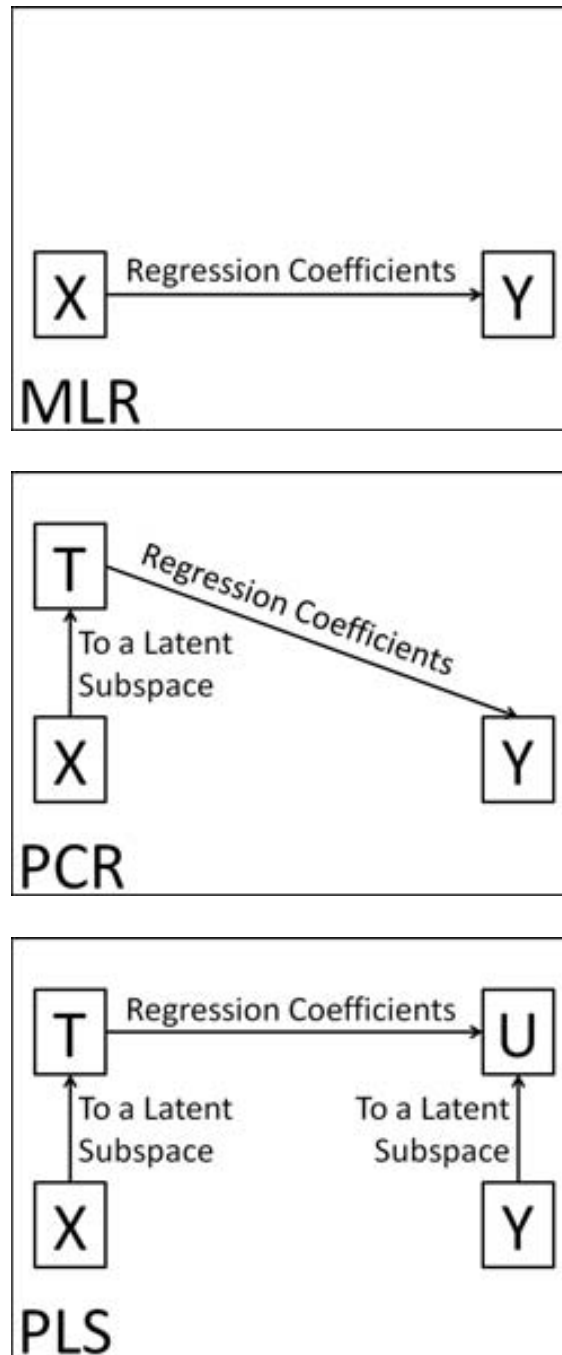 Regression Coefficients
X
Y
MLR
T
Regression Coefficients
To a Latent
Subspace
X
Y
PCR
T
Regression Coefficients
U
To a Latent
Subspace
To a Latent
Subspace
X
Y
PLS